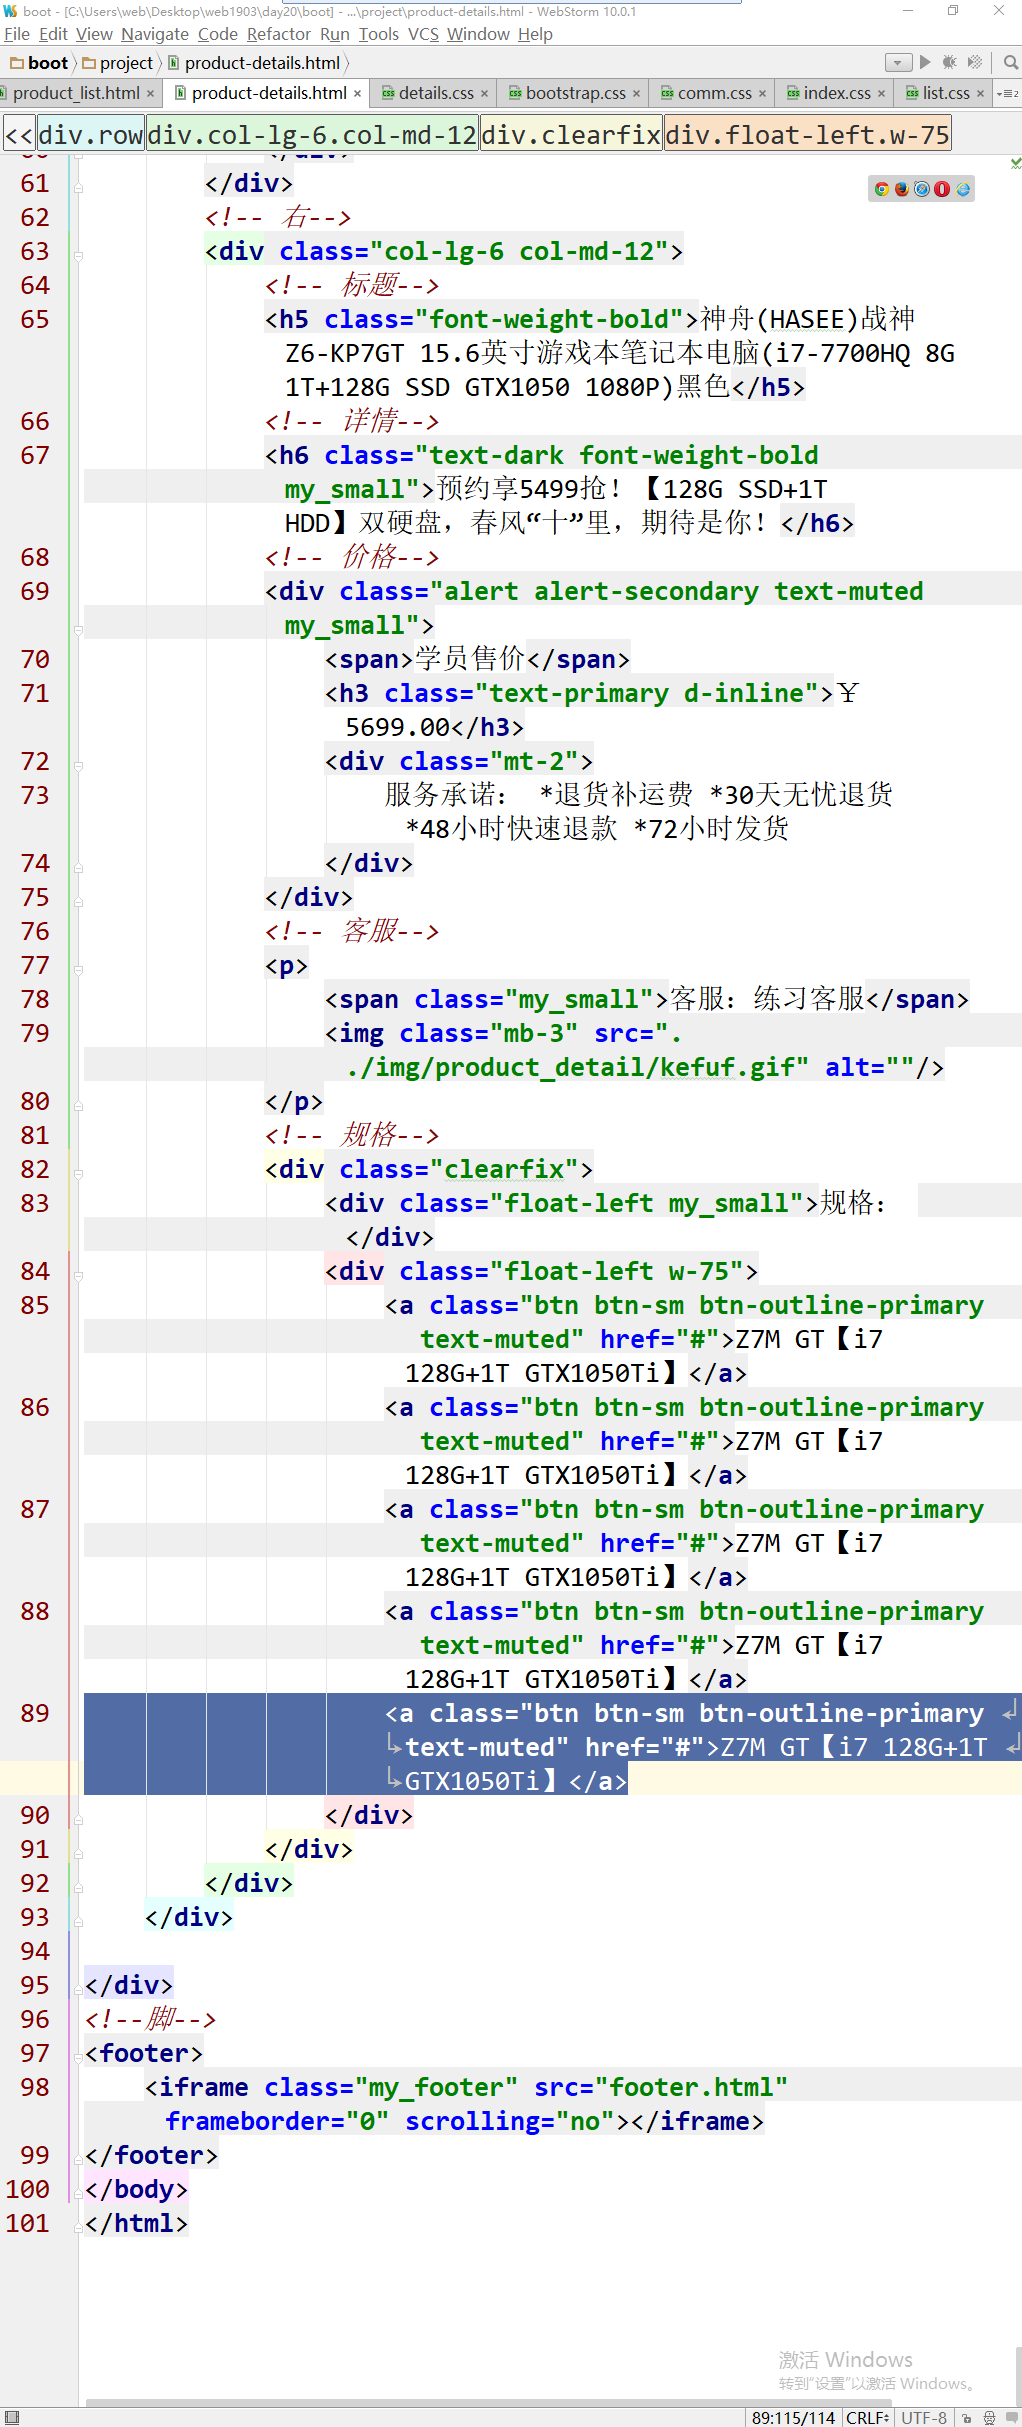 boot - [C:\Users\web\Desktop\web1903\day20\boot] - ...\project\product-details.html - WebStorm 10.0.1
File Edit View Navigate Code Refactor Run Tools VCS Window Help
boot project product-details.html
product_list.html product-details.html details.css bootstrap.css comm.css index.css list.css
<< div.row div.col-lg-6.col-md-12 div.clearfix div.float-left.w-75
61 </div>
62 <!-- 右-->
63 <div class="col-lg-6 col-md-12">
64 <!-- 标题-->
65 <h5 class="font-weight-bold">神舟(HASEE)战神
Z6-KP7GT 15.6英寸游戏本笔记本电脑(i7-7700HQ 8G
1T+128G SSD GTX1050 1080P)黑色</h5>
66 <!-- 详情-->
67 <h6 class="text-dark font-weight-bold
my_small">预约享5499抢！【128G SSD+1T
HDD】双硬盘，春风“十”里，期待是你！</h6>
68 <!-- 价格-->
69 <div class="alert alert-secondary text-muted
my_small">
70 <span>学员售价</span>
71 <h3 class="text-primary d-inline">￥
5699.00</h3>
72 <div class="mt-2">
73 服务承诺： *退货补运费 *30天无忧退货
*48小时快速退款 *72小时发货
74 </div>
75 </div>
76 <!-- 客服-->
77 <p>
78 <span class="my_small">客服：练习客服</span>
79 <img class="mb-3" src=".
./img/product_detail/kefuf.gif" alt=""/>
80 </p>
81 <!-- 规格-->
82 <div class="clearfix">
83 <div class="float-left my_small">规格：
</div>
84 <div class="float-left w-75">
85 <a class="btn btn-sm btn-outline-primary
text-muted" href="#">Z7M GT【i7
128G+1T GTX1050Ti】</a>
86 <a class="btn btn-sm btn-outline-primary
text-muted" href="#">Z7M GT【i7
128G+1T GTX1050Ti】</a>
87 <a class="btn btn-sm btn-outline-primary
text-muted" href="#">Z7M GT【i7
128G+1T GTX1050Ti】</a>
88 <a class="btn btn-sm btn-outline-primary
text-muted" href="#">Z7M GT【i7
128G+1T GTX1050Ti】</a>
89 <a class="btn btn-sm btn-outline-primary
text-muted" href="#">Z7M GT【i7 128G+1T
GTX1050Ti】</a>
90 </div>
91 </div>
92 </div>
93 </div>
94
95 </div>
96 <!--脚-->
97 <footer>
98 <iframe class="my_footer" src="footer.html"
frameborder="0" scrolling="no"></iframe>
99 </footer>
100 </body>
101 </html>
激活 Windows
转到“设置”以激活 Windows。
89:115/114 CRLF UTF-8